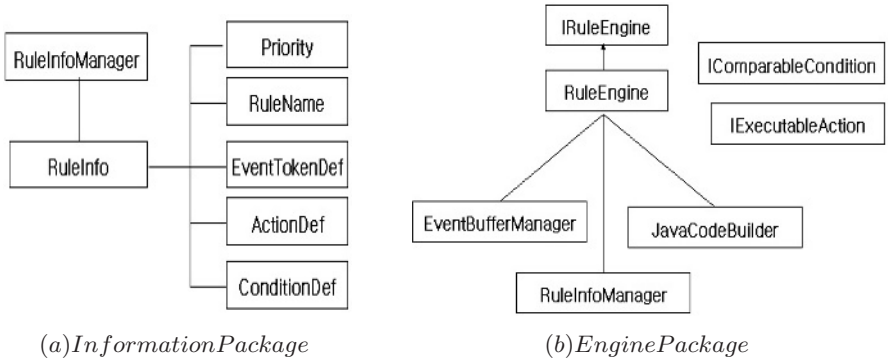 RuleInfoManager
RuleInfo
Priority
RuleName
EventTokenDef
ActionDef
ConditionDef
(a)InformationPackage
IRuleEngine
RuleEngine
IComparableCondition
IExecutableAction
EventBufferManager
JavaCodeBuilder
RuleInfoManager
(b)EnginePackage